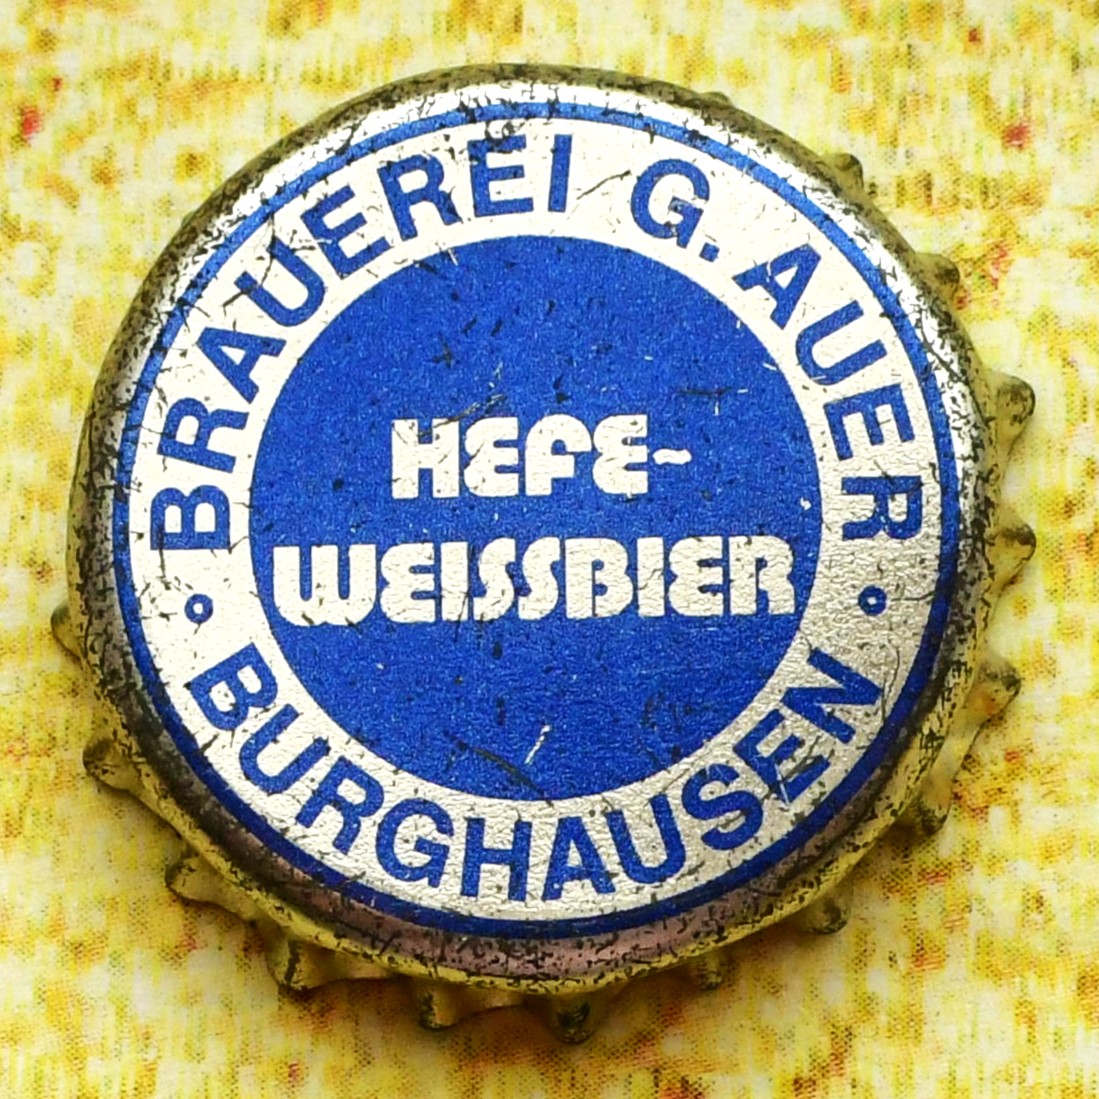 BRAUEREI G. AUER
HEFE-
WEISSBIER
BURGHAUSEN